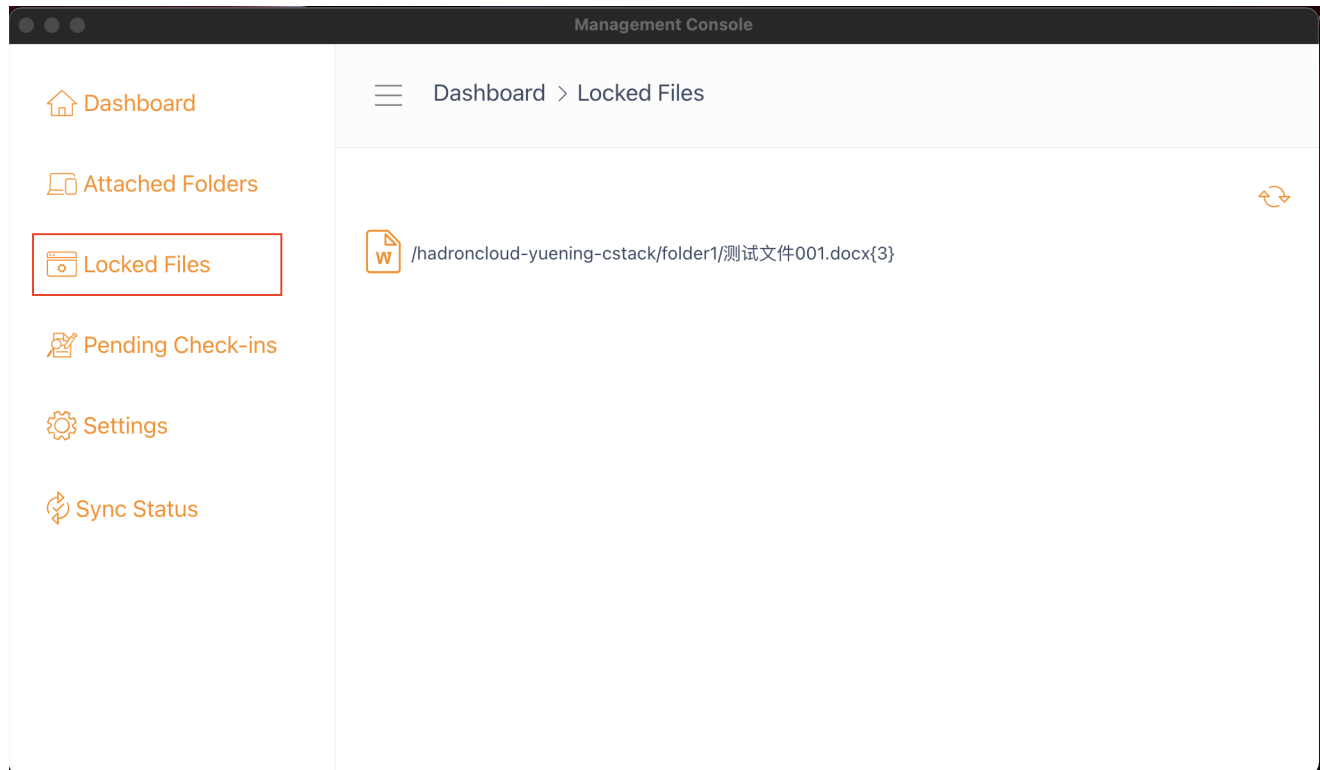 Management Console
Dashboard
Attached Folders
Locked Files
Pending Check-ins
Settings
Sync Status
Dashboard > Locked Files
W
/hadroncloud-yuening-cstack/folder1/测试文件001.docx{3}